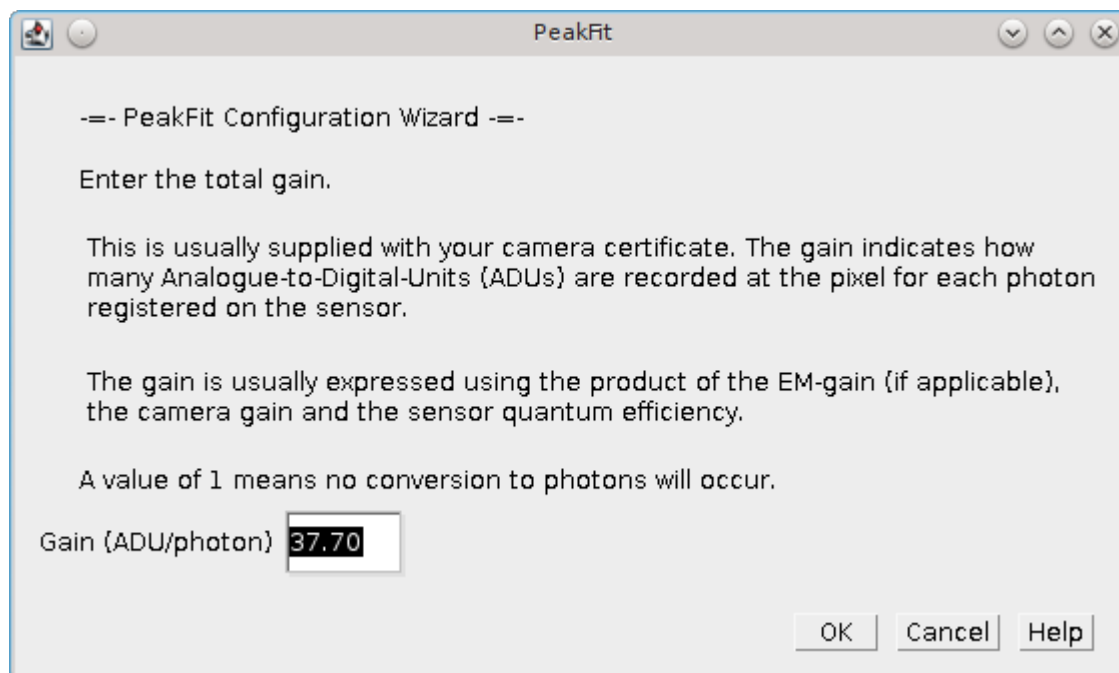 PeakFit
-=- PeakFit Configuration Wizard -=-
Enter the total gain.
This is usually supplied with your camera certificate. The gain indicates how
many Analogue-to-Digital-Units (ADUs) are recorded at the pixel for each photon
registered on the sensor.
The gain is usually expressed using the product of the EM-gain (if applicable),
the camera gain and the sensor quantum efficiency.
A value of 1 means no conversion to photons will occur.
Gain (ADU/photon) 37.70
OK Cancel Help